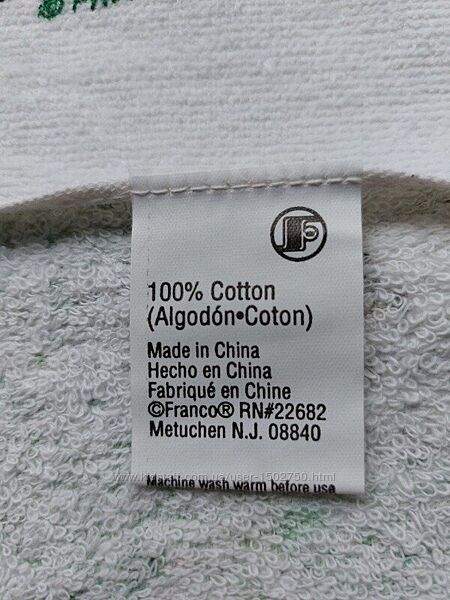 100% Cotton
(Algodón•Coton)
Made in China
Hecho en China
Fabriqué en Chine
©Franco® RN#22682
Metuchen N.J. 08840
Machine wash warm before use